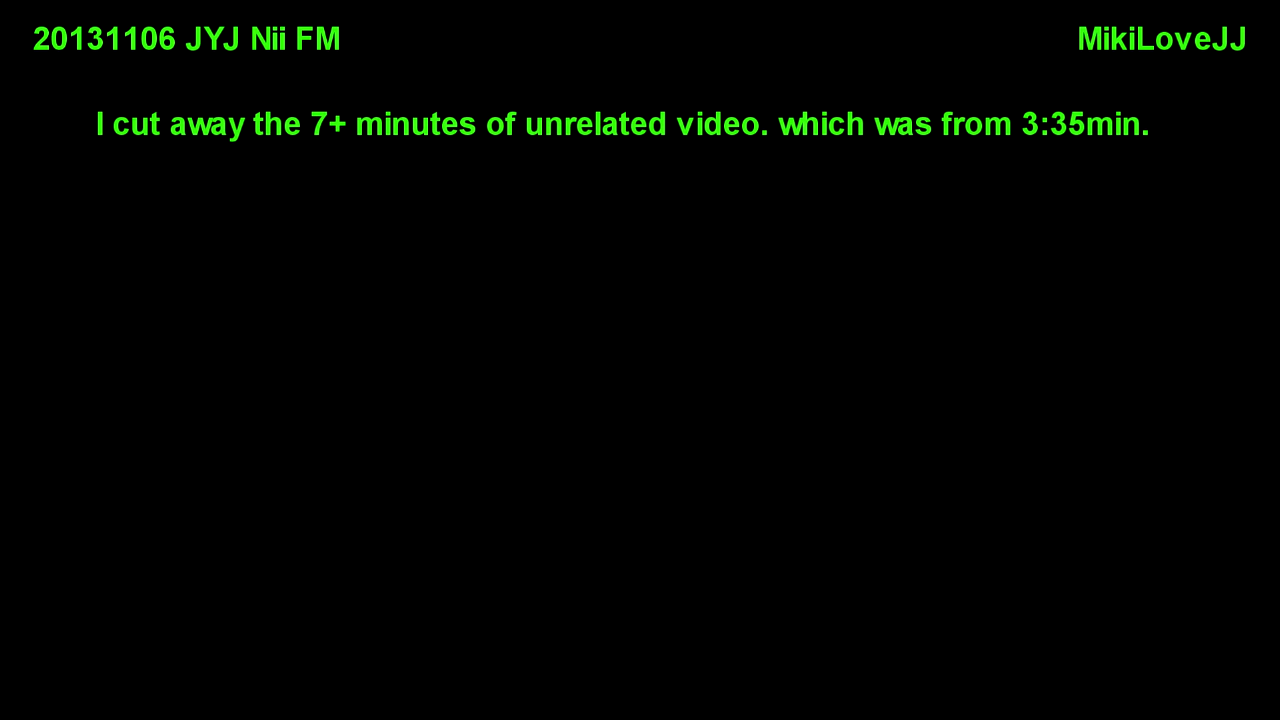 20131106 JYJ Nii FM MikiLoveJJ
I cut away the 7+ minutes of unrelated video. which was from 3:35min.